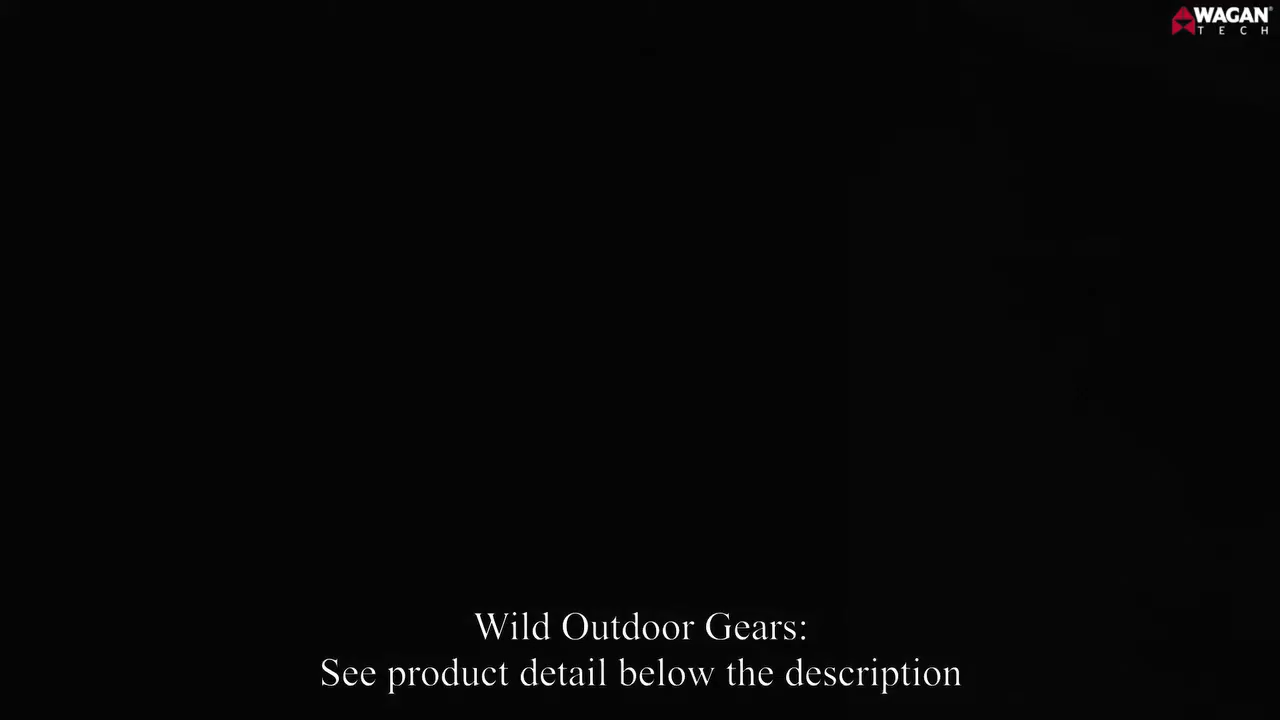 WAGAN®
TECH
Wild Outdoor Gears:
See product detail below the description